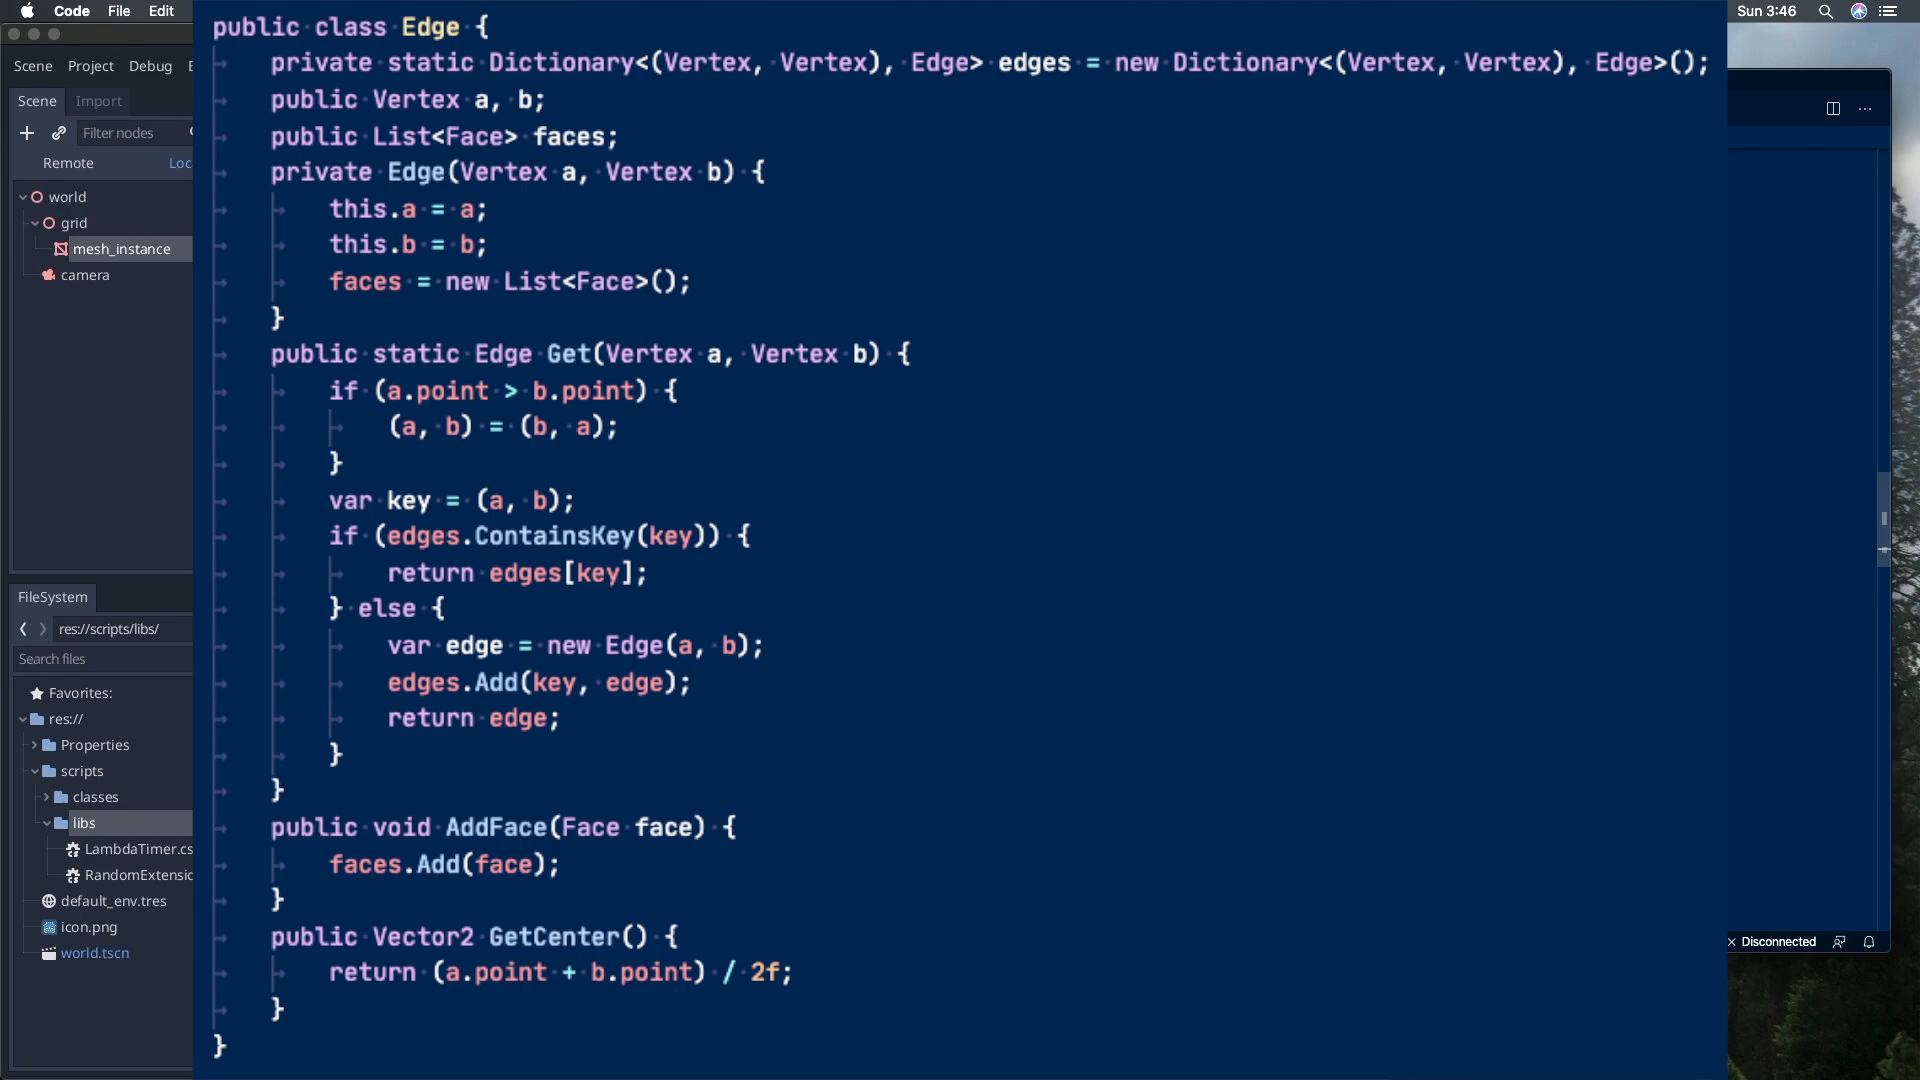 Code File Edit
Sun 3:46
Scene Project Debug
Scene Import
Filter nodes
Remote Loc
world
grid
mesh_instance
camera
FileSystem
res://scripts/libs/
Search files
Favorites:
res://
Properties
scripts
classes
libs
LambdaTimer.cs
RandomExtensio
default_env.tres
icon.png
world.tscn
public class Edge {
private static Dictionary<(Vertex, Vertex), Edge> edges = new Dictionary<(Vertex, Vertex), Edge>();
public Vertex a, b;
public List<Face> faces;
private Edge(Vertex a, Vertex b) {
this.a = a;
this.b = b;
faces = new List<Face>();
}
public static Edge Get(Vertex a, Vertex b) {
if (a.point > b.point) {
(a, b) = (b, a);
}
var key = (a, b);
if (edges.ContainsKey(key)) {
return edges[key];
} else {
var edge = new Edge(a, b);
edges.Add(key, edge);
return edge;
}
}
public void AddFace(Face face) {
faces.Add(face);
}
public Vector2 GetCenter() {
return (a.point + b.point) / 2f;
}
}
Disconnected